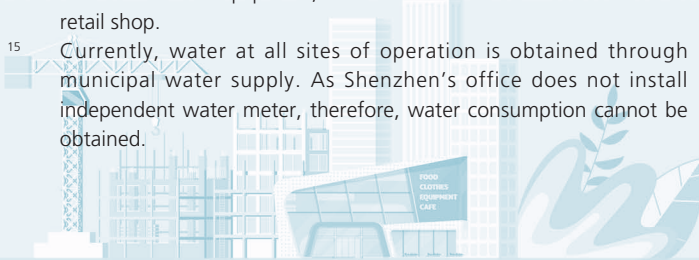 retail shop.
15 Currently, water at all sites of operation is obtained through
municipal water supply. As Shenzhen's office does not install
independent water meter, therefore, water consumption cannot be
obtained.
FOOD
CLOTHES
EQUIPMENT
CAFE